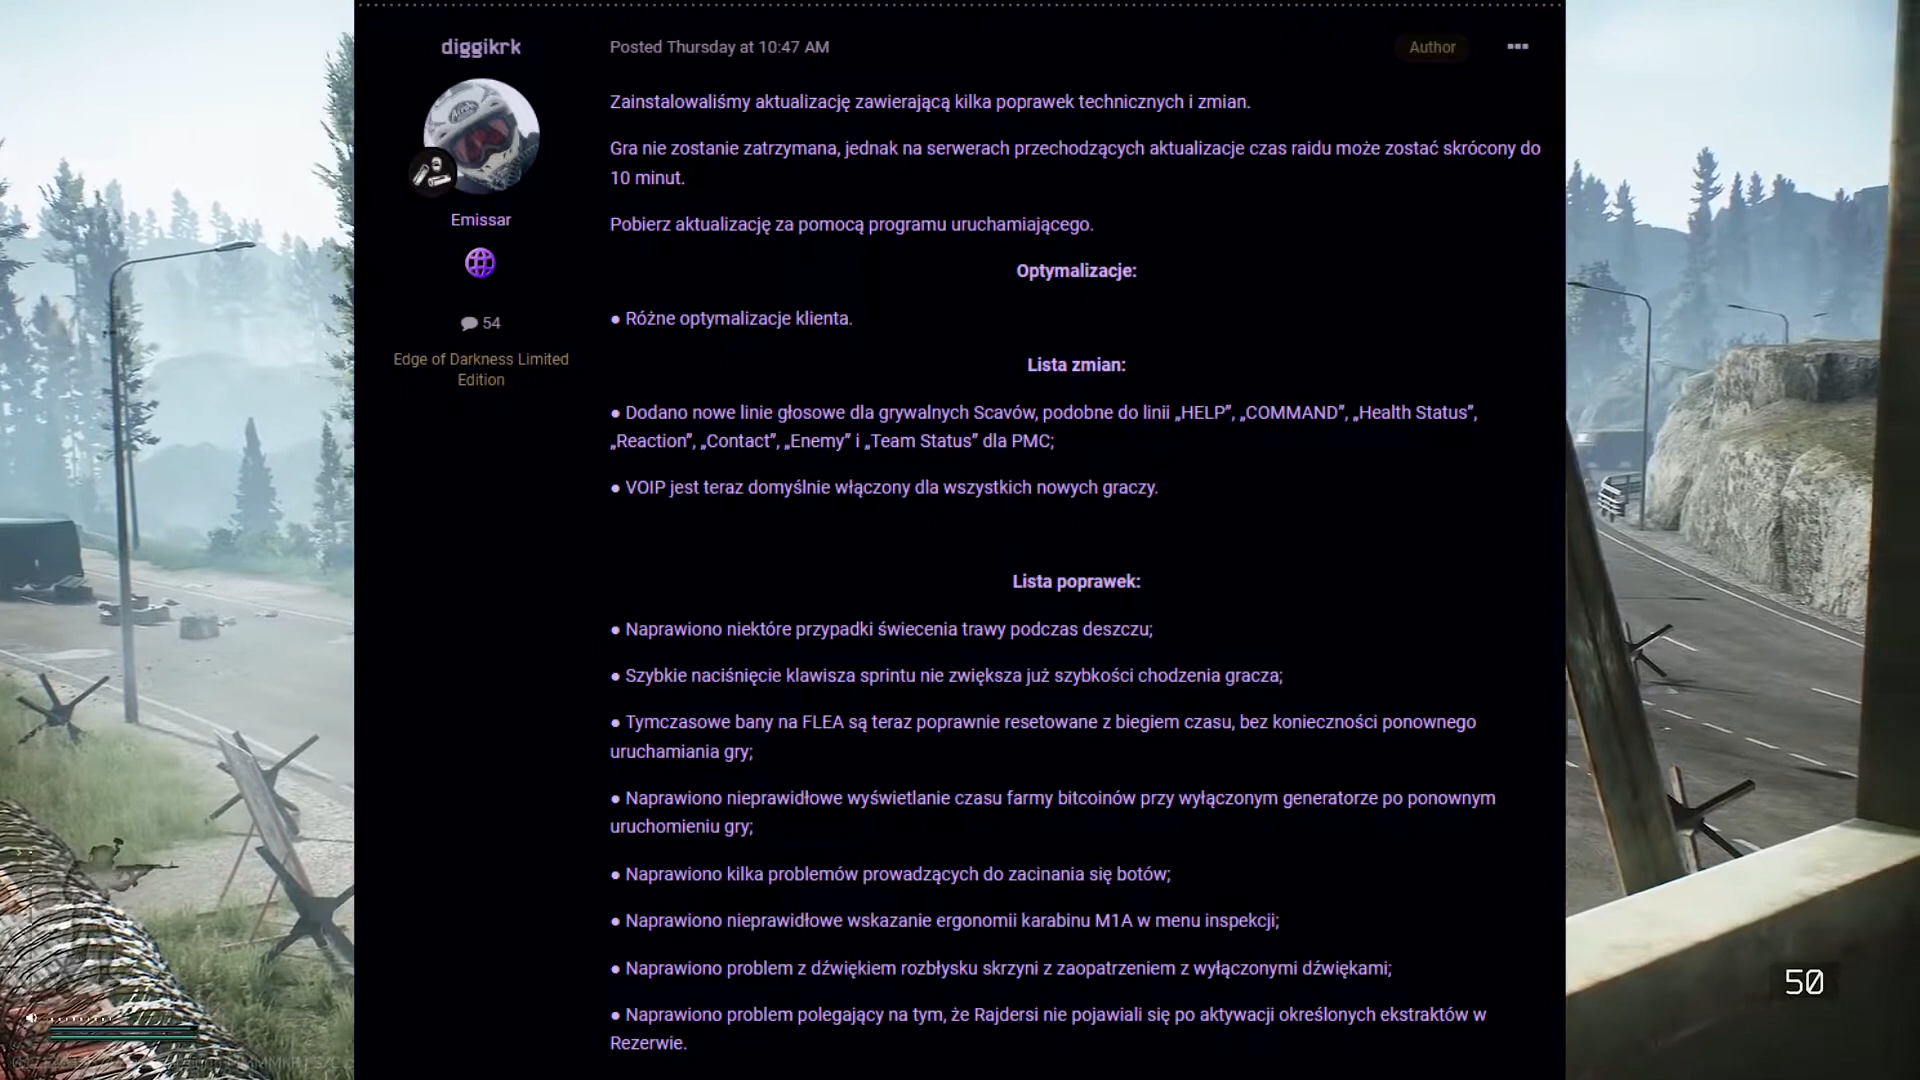 diggikrk
Posted Thursday at 10:47 AM
Author
Emissar
54
Edge of Darkness Limited
Edition
Zainstalowaliśmy aktualizację zawierającą kilka poprawek technicznych i zmian.
Gra nie zostanie zatrzymana, jednak na serwerach przechodzących aktualizacje czas raidu może zostać skrócony do
10 minut.
Pobierz aktualizację za pomocą programu uruchamiającego.
Optymalizacje:
● Różne optymalizacje klienta.
Lista zmian:
● Dodano nowe linie głosowe dla grywalnych Scavów, podobne do linii „HELP”, „COMMAND”, „Health Status”,
„Reaction”, „Contact”, „Enemy” i „Team Status” dla PMC;
● VOIP jest teraz domyślnie włączony dla wszystkich nowych graczy.
Lista poprawek:
● Naprawiono niektóre przypadki świecenia trawy podczas deszczu;
● Szybkie naciśnięcie klawisza sprintu nie zwiększa już szybkości chodzenia gracza;
● Tymczasowe bany na FLEA są teraz poprawnie resetowane z biegiem czasu, bez konieczności ponownego
uruchamiania gry;
● Naprawiono nieprawidłowe wyświetlanie czasu farmy bitcoinów przy wyłączonym generatorze po ponownym
uruchomieniu gry;
● Naprawiono kilka problemów prowadzących do zacinania się botów;
● Naprawiono nieprawidłowe wskazanie ergonomii karabinu M1A w menu inspekcji;
● Naprawiono problem z dźwiękiem rozbłysku skrzyni z zaopatrzeniem z wyłączonymi dźwiękami;
● Naprawiono problem polegający na tym, że Rajdersi nie pojawiali się po aktywacji określonych ekstraktów w
Rezerwie.
50